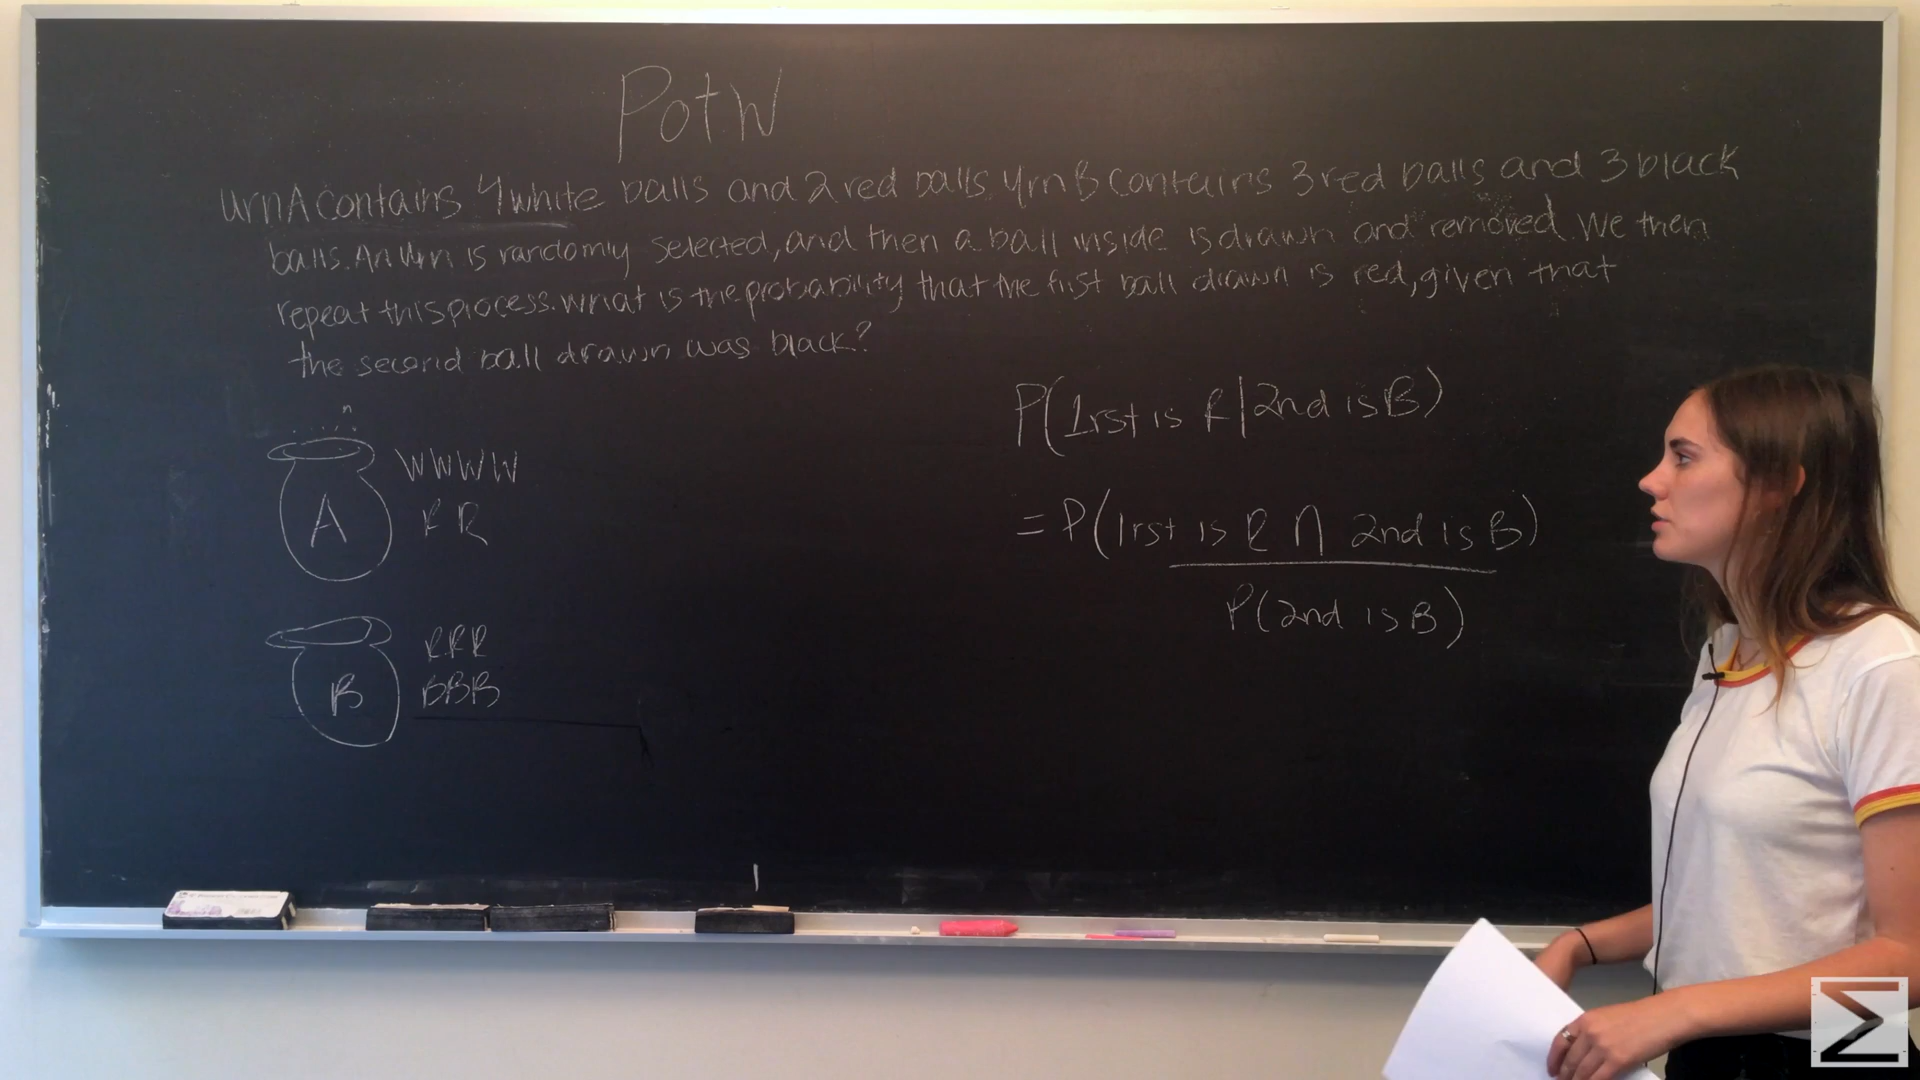 PotW
Urn A contains 4 white balls and 2 red balls. Urn B contains 3 red balls and 3 black
balls. An Urn is randomly selected, and then a ball inside is drawn and removed. We then
repeat this process. What is the probability that the first ball drawn is red, given that
the second ball drawn was black?
P(1rst is R | 2nd is B)
A
WWWW
RR
= P(1rst is R ∩ 2nd is B)
P(2nd is B)
B
RRR
BBB
Σ